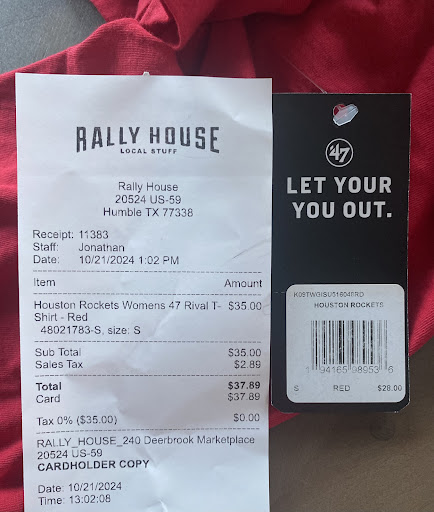 RALLY HOUSE
LOCAL STUFF
Rally House
20524 US-59
Humble TX 77338
Receipt: 11383
Staff: Jonathan
Date: 10/21/2024 1:02 PM
Item Amount
Houston Rockets Womens 47 Rival T- $35.00
Shirt - Red
48021783-S, size: S
Sub Total $35.00
Sales Tax $2.89
Total $37.89
Card $37.89
Tax 0% ($35.00) $0.00
RALLY_HOUSE_240 Deerbrook Marketplace
20524 US-59
CARDHOLDER COPY
Date: 10/21/2024
Time: 13:02:08
'47
LET YOUR
YOU OUT.
HOUSTON ROCKETS
1 94165 98953 6
S RED $28.00